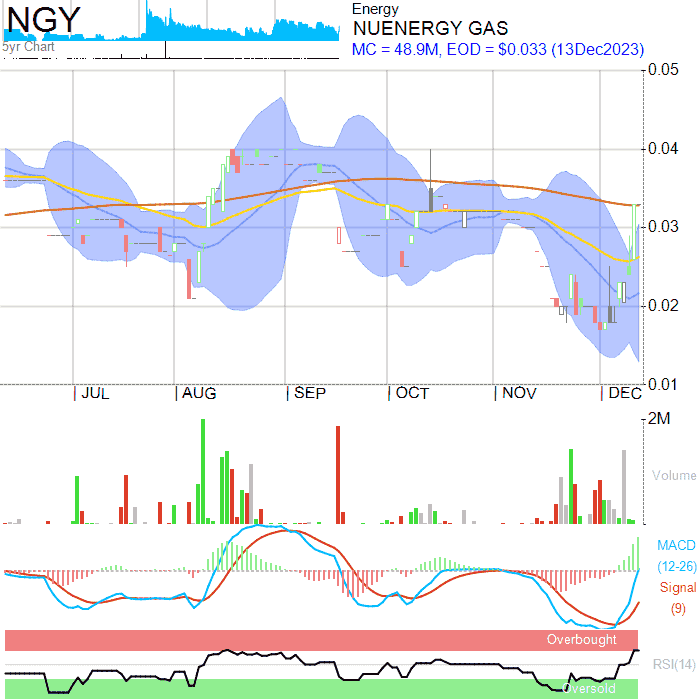 NGY
5yr Chart
Energy
NUENERGY GAS
MC = 48.9M, EOD = $0.033 (13Dec2023)
0.05
0.04
0.03
0.02
0.01
JUL AUG SEP OCT NOV DEC
2M
Volume
MACD
(12-26)
Signal
(9)
Overbought
RSI(14)
Oversold